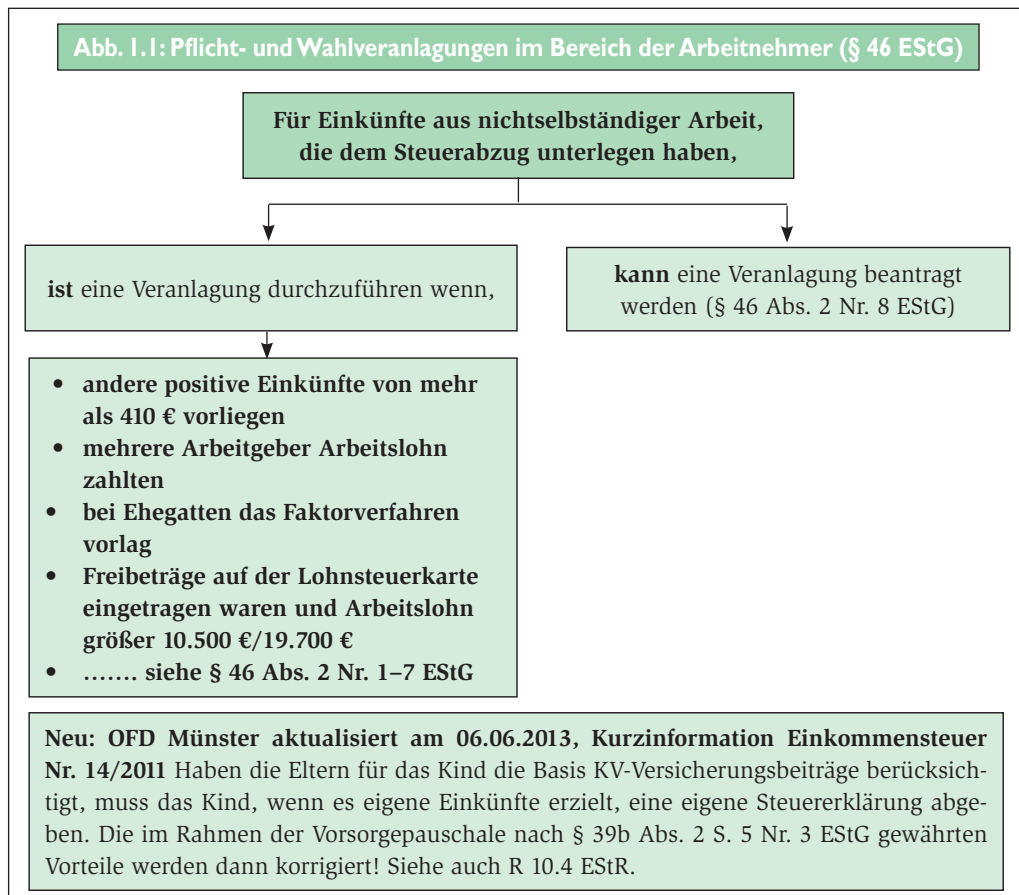 Abb. 1.1: Pflicht- und Wahlveranlagungen im Bereich der Arbeitnehmer (§ 46 EStG)
Für Einkünfte aus nichtselbständiger Arbeit,
die dem Steuerabzug unterlegen haben,
ist eine Veranlagung durchzuführen wenn,
kann eine Veranlagung beantragt
werden (§ 46 Abs. 2 Nr. 8 EStG)
• andere positive Einkünfte von mehr
als 410 € vorliegen
• mehrere Arbeitgeber Arbeitslohn
zahlten
• bei Ehegatten das Faktorverfahren
vorlag
• Freibeträge auf der Lohnsteuerkarte
eingetragen waren und Arbeitslohn
größer 10.500 €/19.700 €
• ....... siehe § 46 Abs. 2 Nr. 1–7 EStG
Neu: OFD Münster aktualisiert am 06.06.2013, Kurzinformation Einkommensteuer
Nr. 14/2011 Haben die Eltern für das Kind die Basis KV-Versicherungsbeiträge berücksich-
tigt, muss das Kind, wenn es eigene Einkünfte erzielt, eine eigene Steuererklärung abge-
ben. Die im Rahmen der Vorsorgepauschale nach § 39b Abs. 2 S. 5 Nr. 3 EStG gewährten
Vorteile werden dann korrigiert! Siehe auch R 10.4 EStR.